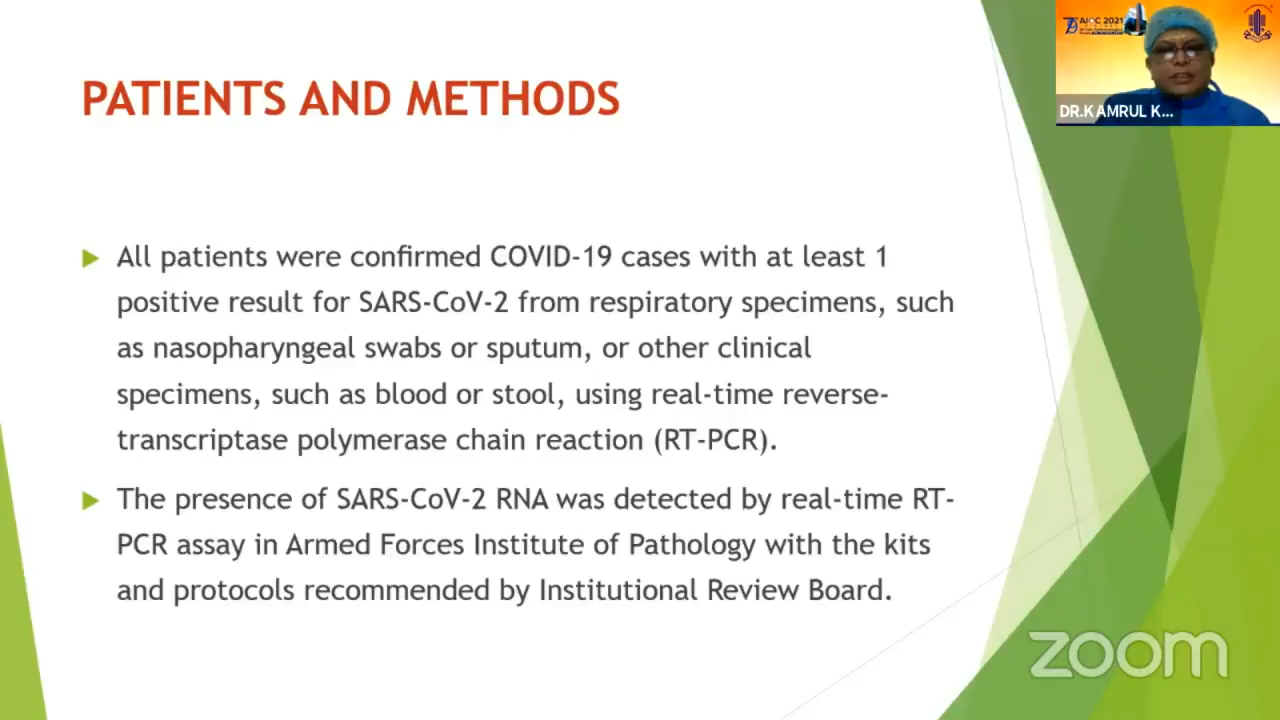 PATIENTS AND METHODS
All patients were confirmed COVID-19 cases with at least 1
positive result for SARS-CoV-2 from respiratory specimens, such
as nasopharyngeal swabs or sputum, or other clinical
specimens, such as blood or stool, using real-time reverse-
transcriptase polymerase chain reaction (RT-PCR).
The presence of SARS-CoV-2 RNA was detected by real-time RT-
PCR assay in Armed Forces Institute of Pathology with the kits
and protocols recommended by Institutional Review Board.
AIOC 2021
DR.KAMRUL K...
zoom